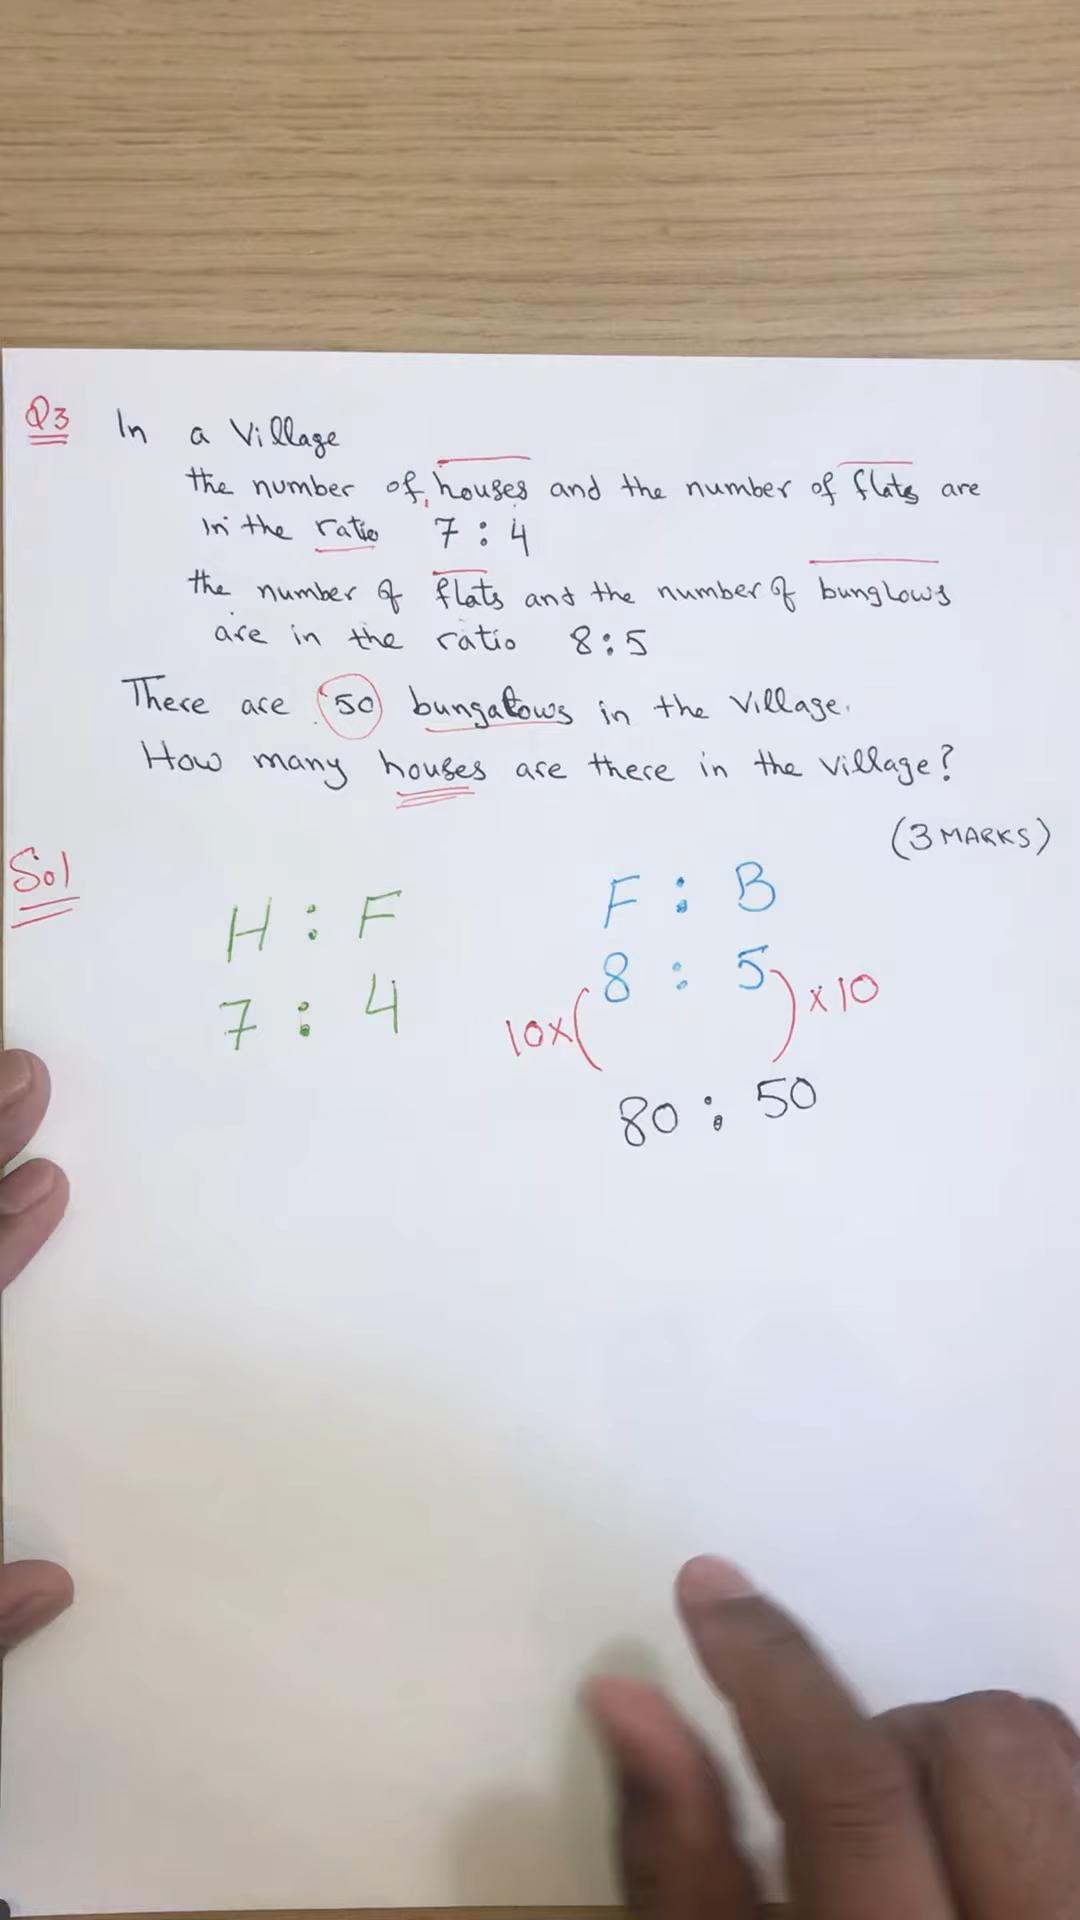 Q3 In a Village
the number of houses and the number of flats are
in the ratio 7 : 4
the number of flats and the number of bunglows
are in the ratio 8 : 5
There are 50 bungalows in the village.
How many houses are there in the village?
(3 MARKS)
Sol
H : F F : B
7 : 4 8 : 5
10× ×10
80 : 50